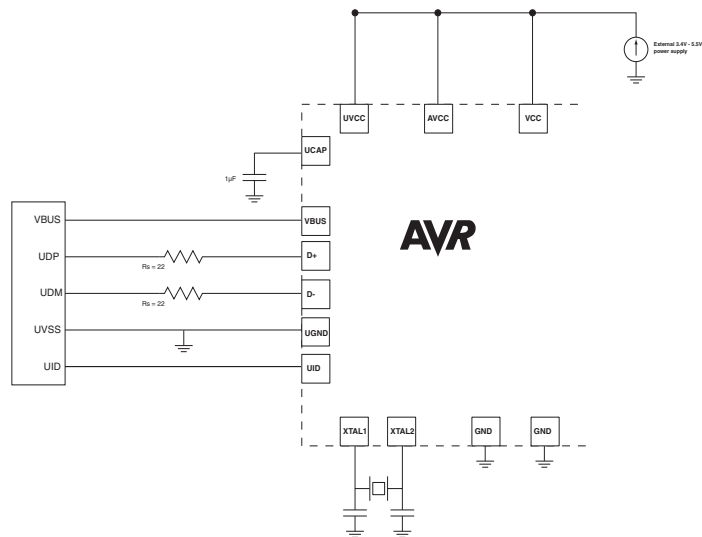 External 3.4V - 5.5V
power supply
UVCC
AVCC
VCC
UCAP
1µF
VBUS
VBUS
UDP
Rs = 22
D+
UDM
Rs = 22
D-
UVSS
UGND
UID
UID
AVR
XTAL1
XTAL2
GND
GND